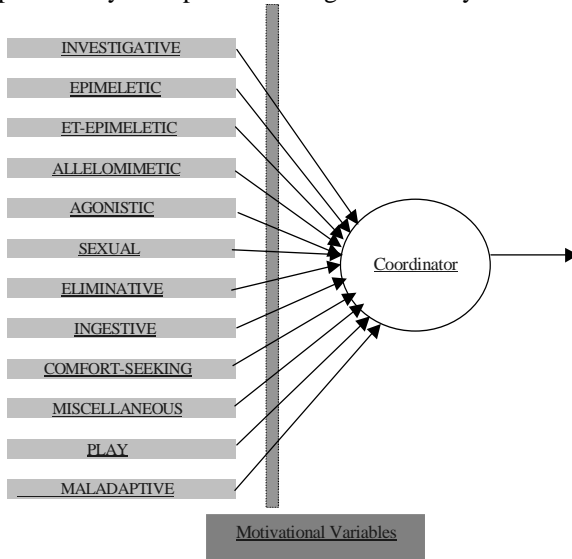 INVESTIGATIVE
EPIMELETIC
ET-EPIMELETIC
ALLELOMIMETIC
AGONISTIC
SEXUAL
ELIMINATIVE
INGESTIVE
COMFORT-SEEKING
MISCELLANEOUS
PLAY
MALADAPTIVE
Coordinator
Motivational Variables